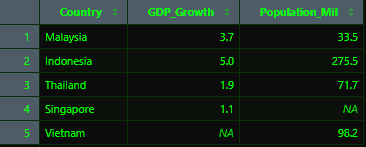 Country GDP_Growth Population_Mil
1 Malaysia 3.7 33.5
2 Indonesia 5.0 275.5
3 Thailand 1.9 71.7
4 Singapore 1.1 NA
5 Vietnam NA 98.2